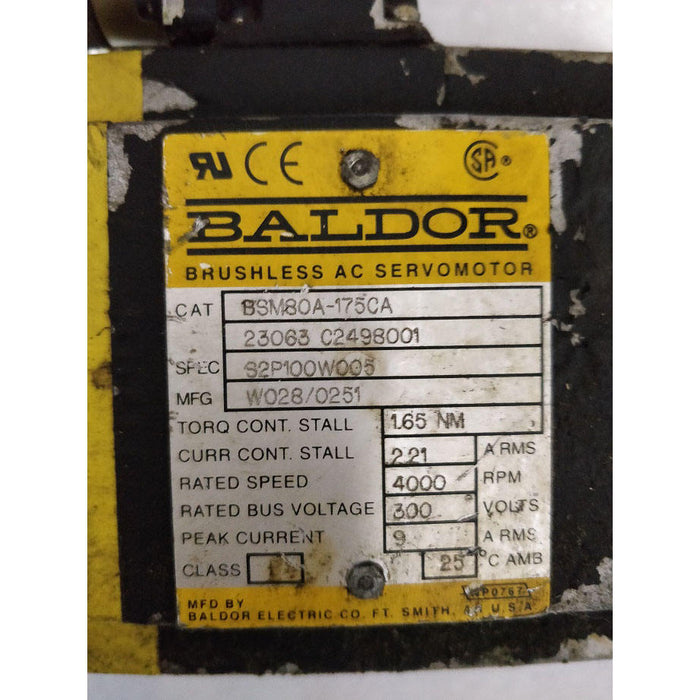 CE SA ®
BALDOR®
BRUSHLESS AC SERVOMOTOR
CAT BSM80A-175CA
23063 C2498001
SPEC S2P100W005
MFG W028/0251
TORQ CONT. STALL 1.65 NM
CURR CONT. STALL 2.21 A RMS
RATED SPEED 4000 RPM
RATED BUS VOLTAGE 300 VOLTS
PEAK CURRENT 9 A RMS
CLASS 25 °C AMB
MFD BY NP0767
BALDOR ELECTRIC CO. FT. SMITH, AR U.S.A